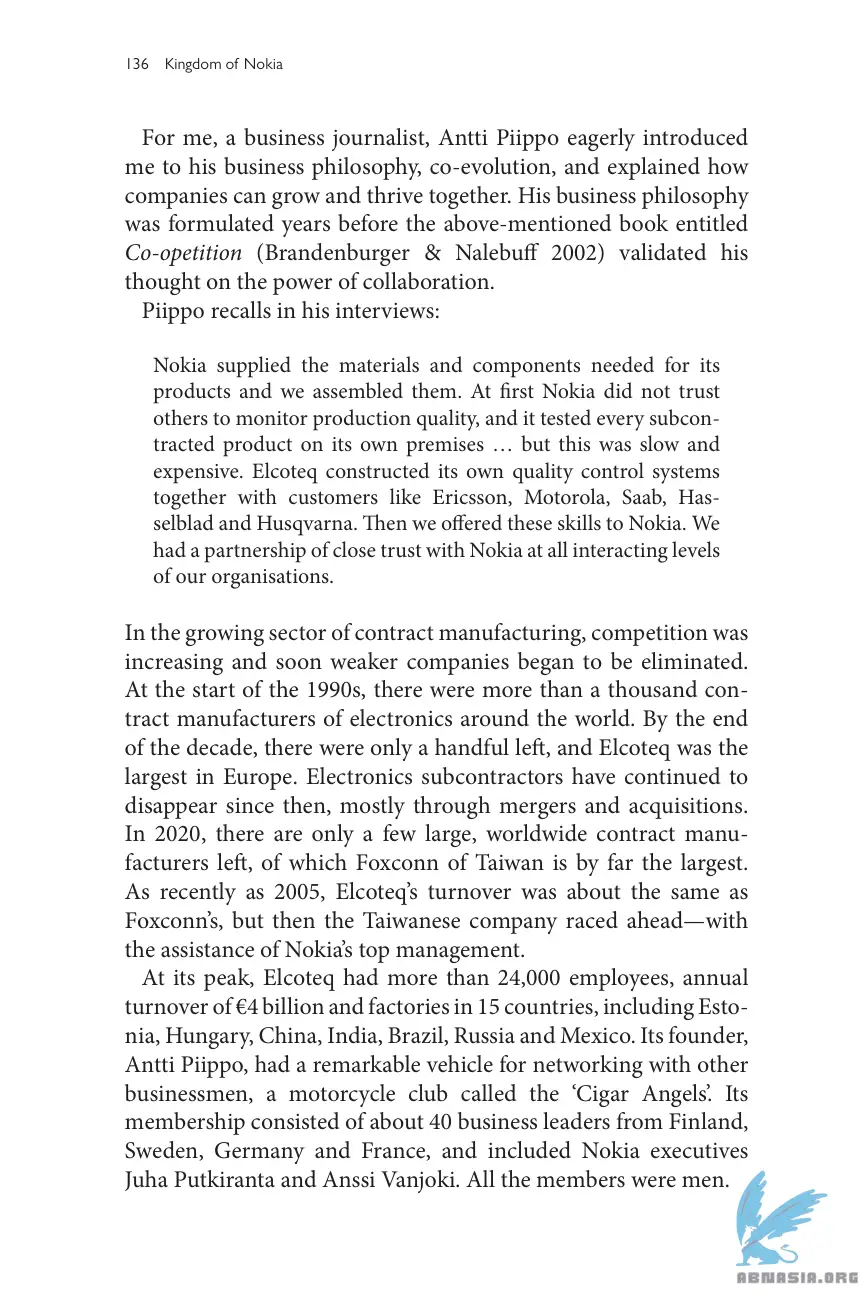 136 Kingdom of Nokia
For me, a business journalist, Antti Piippo eagerly introduced
me to his business philosophy, co-evolution, and explained how
companies can grow and thrive together. His business philosophy
was formulated years before the above-mentioned book entitled
Co-opetition (Brandenburger & Nalebuff 2002) validated his
thought on the power of collaboration.
Piippo recalls in his interviews:
Nokia supplied the materials and components needed for its
products and we assembled them. At first Nokia did not trust
others to monitor production quality, and it tested every subcon-
tracted product on its own premises … but this was slow and
expensive. Elcoteq constructed its own quality control systems
together with customers like Ericsson, Motorola, Saab, Has-
selblad and Husqvarna. Then we offered these skills to Nokia. We
had a partnership of close trust with Nokia at all interacting levels
of our organisations.
In the growing sector of contract manufacturing, competition was
increasing and soon weaker companies began to be eliminated.
At the start of the 1990s, there were more than a thousand con-
tract manufacturers of electronics around the world. By the end
of the decade, there were only a handful left, and Elcoteq was the
largest in Europe. Electronics subcontractors have continued to
disappear since then, mostly through mergers and acquisitions.
In 2020, there are only a few large, worldwide contract manu-
facturers left, of which Foxconn of Taiwan is by far the largest.
As recently as 2005, Elcoteq’s turnover was about the same as
Foxconn’s, but then the Taiwanese company raced ahead—with
the assistance of Nokia’s top management.
At its peak, Elcoteq had more than 24,000 employees, annual
turnover of €4 billion and factories in 15 countries, including Esto-
nia, Hungary, China, India, Brazil, Russia and Mexico. Its founder,
Antti Piippo, had a remarkable vehicle for networking with other
businessmen, a motorcycle club called the ‘Cigar Angels’. Its
membership consisted of about 40 business leaders from Finland,
Sweden, Germany and France, and included Nokia executives
Juha Putkiranta and Anssi Vanjoki. All the members were men.
ABNASIA.ORG